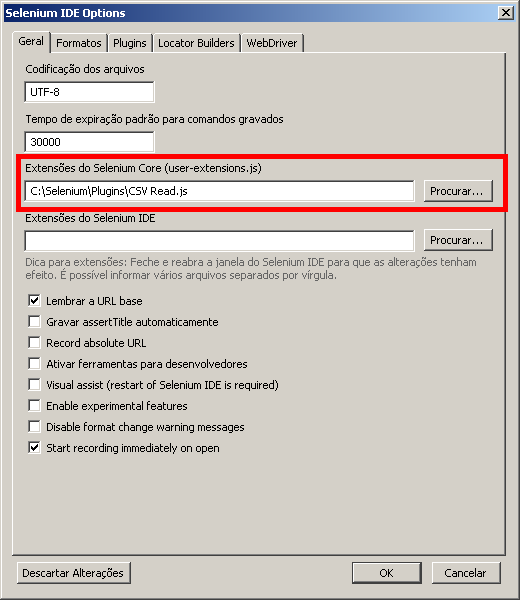 Selenium IDE Options
Geral Formatos Plugins Locator Builders WebDriver
Codificação dos arquivos
UTF-8
Tempo de expiração padrão para comandos gravados
30000
Extensões do Selenium Core (user-extensions.js)
C:\Selenium\Plugins\CSV Read.js Procurar...
Extensões do Selenium IDE
Procurar...
Dica para extensões: Feche e reabra a janela do Selenium IDE para que as alterações tenham
efeito. É possível informar vários arquivos separados por vírgula.
Lembrar a URL base
Gravar assertTitle automaticamente
Record absolute URL
Ativar ferramentas para desenvolvedores
Visual assist (restart of Selenium IDE is required)
Enable experimental features
Disable format change warning messages
Start recording immediately on open
Descartar Alterações OK Cancelar